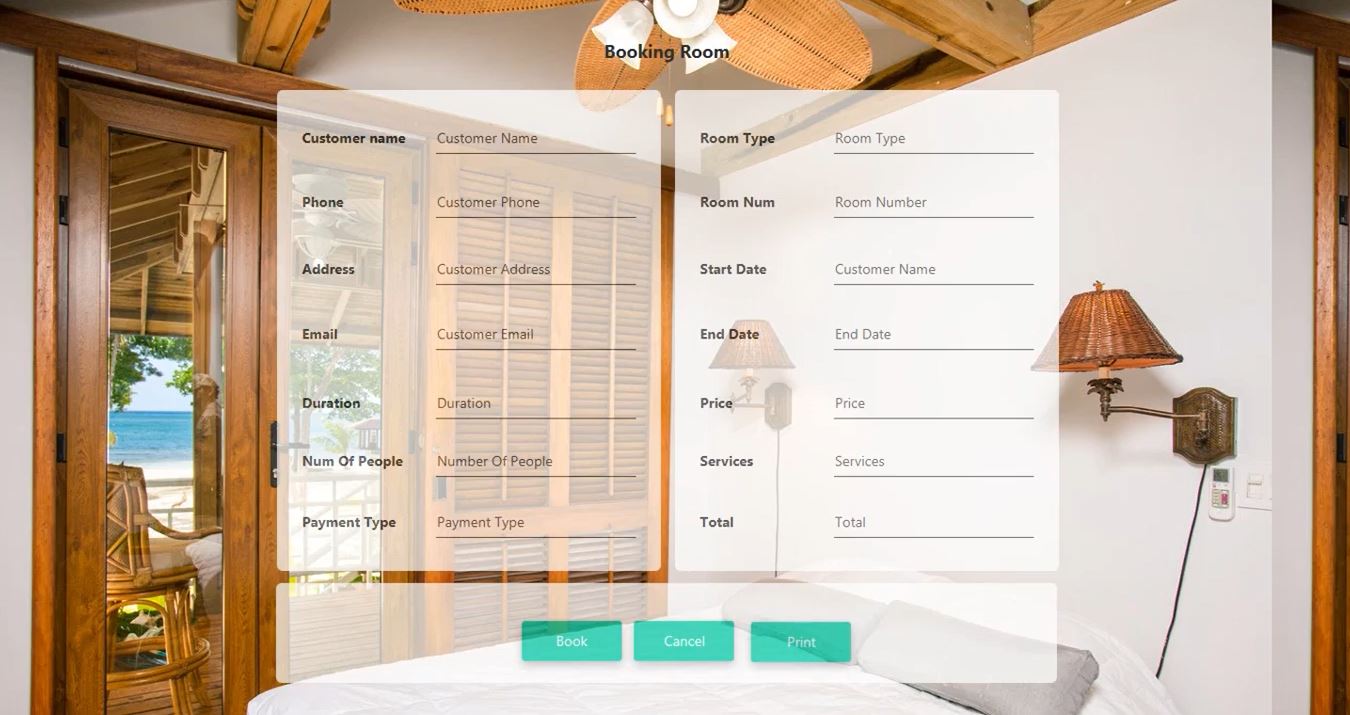 Booking Room
Customer name Customer Name
Phone Customer Phone
Address Customer Address
Email Customer Email
Duration Duration
Num Of People Number Of People
Payment Type Payment Type
Room Type Room Type
Room Num Room Number
Start Date Customer Name
End Date End Date
Price Price
Services Services
Total Total
Book Cancel Print